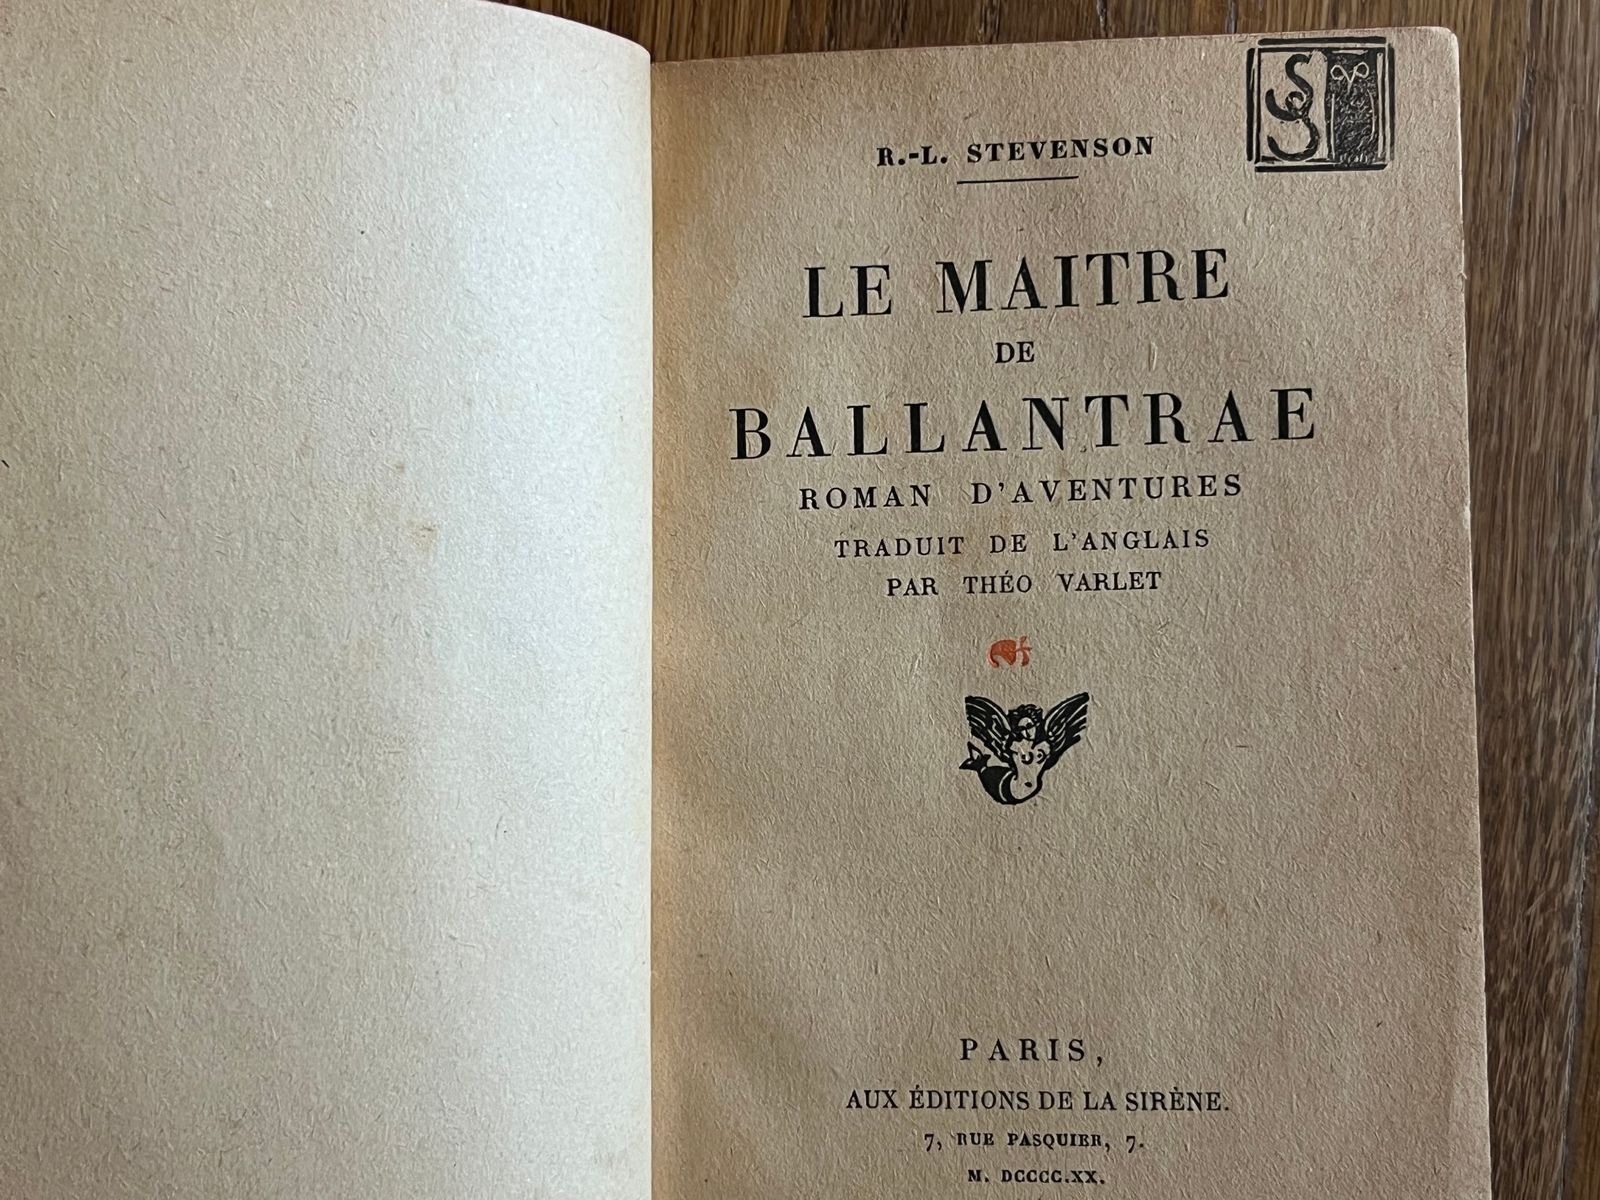 R.-L. STEVENSON
LE MAITRE
DE
BALLANTRAE
ROMAN D'AVENTURES
TRADUIT DE L'ANGLAIS
PAR THÉO VARLET
PARIS,
AUX ÉDITIONS DE LA SIRÈNE.
7, RUE PASQUIER, 7.
M. DCCCC.XX.